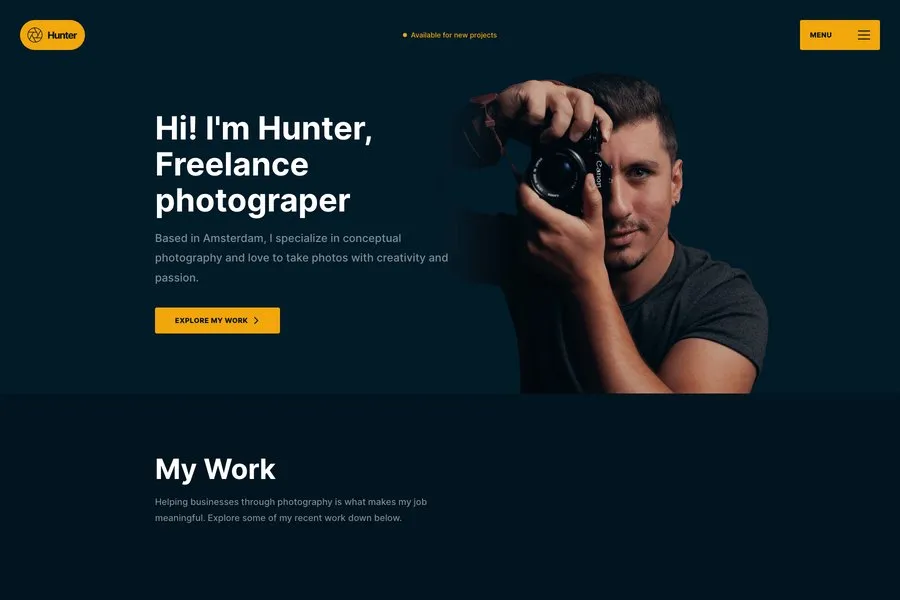 Hunter
Available for new projects
MENU
Hi! I'm Hunter,
Freelance
photograper
Based in Amsterdam, I specialize in conceptual
photography and love to take photos with creativity and
passion.
EXPLORE MY WORK
Canon
My Work
Helping businesses through photography is what makes my job
meaningful. Explore some of my recent work down below.